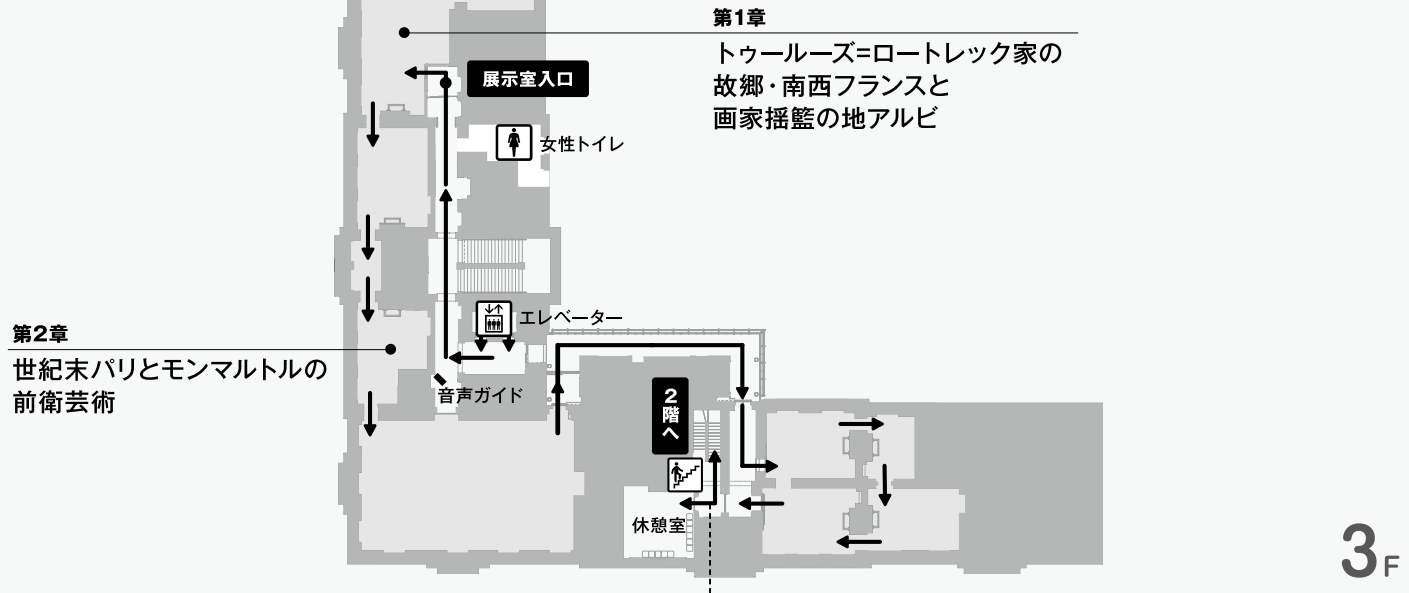 第1章
トゥールーズ=ロートレック家の
故郷・南西フランスと
画家揺籃の地アルビ
展示室入口
女性トイレ
エレベーター
第2章
世紀末パリとモンマルトルの
前衛芸術
音声ガイド
2階へ
休憩室
3F